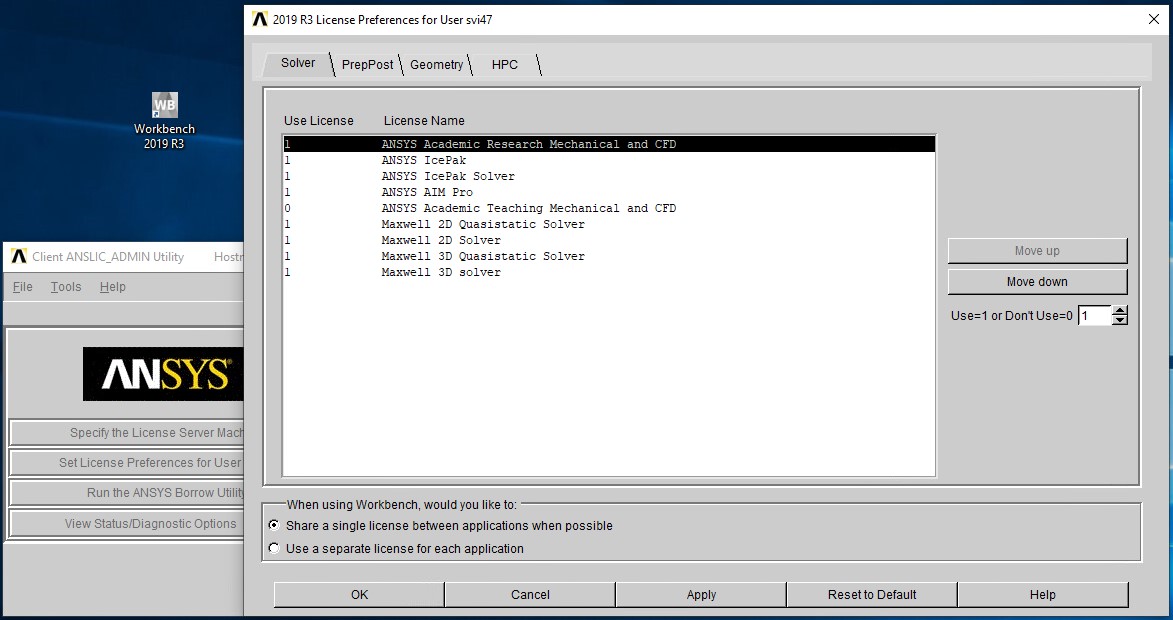 2019 R3 License Preferences for User svi47
Solver PrepPost Geometry HPC
WB
Workbench
2019 R3
Use License License Name
1 ANSYS Academic Research Mechanical and CFD
1 ANSYS IcePak
1 ANSYS IcePak Solver
1 ANSYS AIM Pro
0 ANSYS Academic Teaching Mechanical and CFD
1 Maxwell 2D Quasistatic Solver
1 Maxwell 2D Solver
1 Maxwell 3D Quasistatic Solver
1 Maxwell 3D solver
Move up
Move down
Use=1 or Don't Use=0 1
Client ANSLIC_ADMIN Utility Hostn
File Tools Help
ANSYS®
Specify the License Server Mach
Set License Preferences for User
Run the ANSYS Borrow Utility
View Status/Diagnostic Options
When using Workbench, would you like to:
Share a single license between applications when possible
Use a separate license for each application
OK Cancel Apply Reset to Default Help